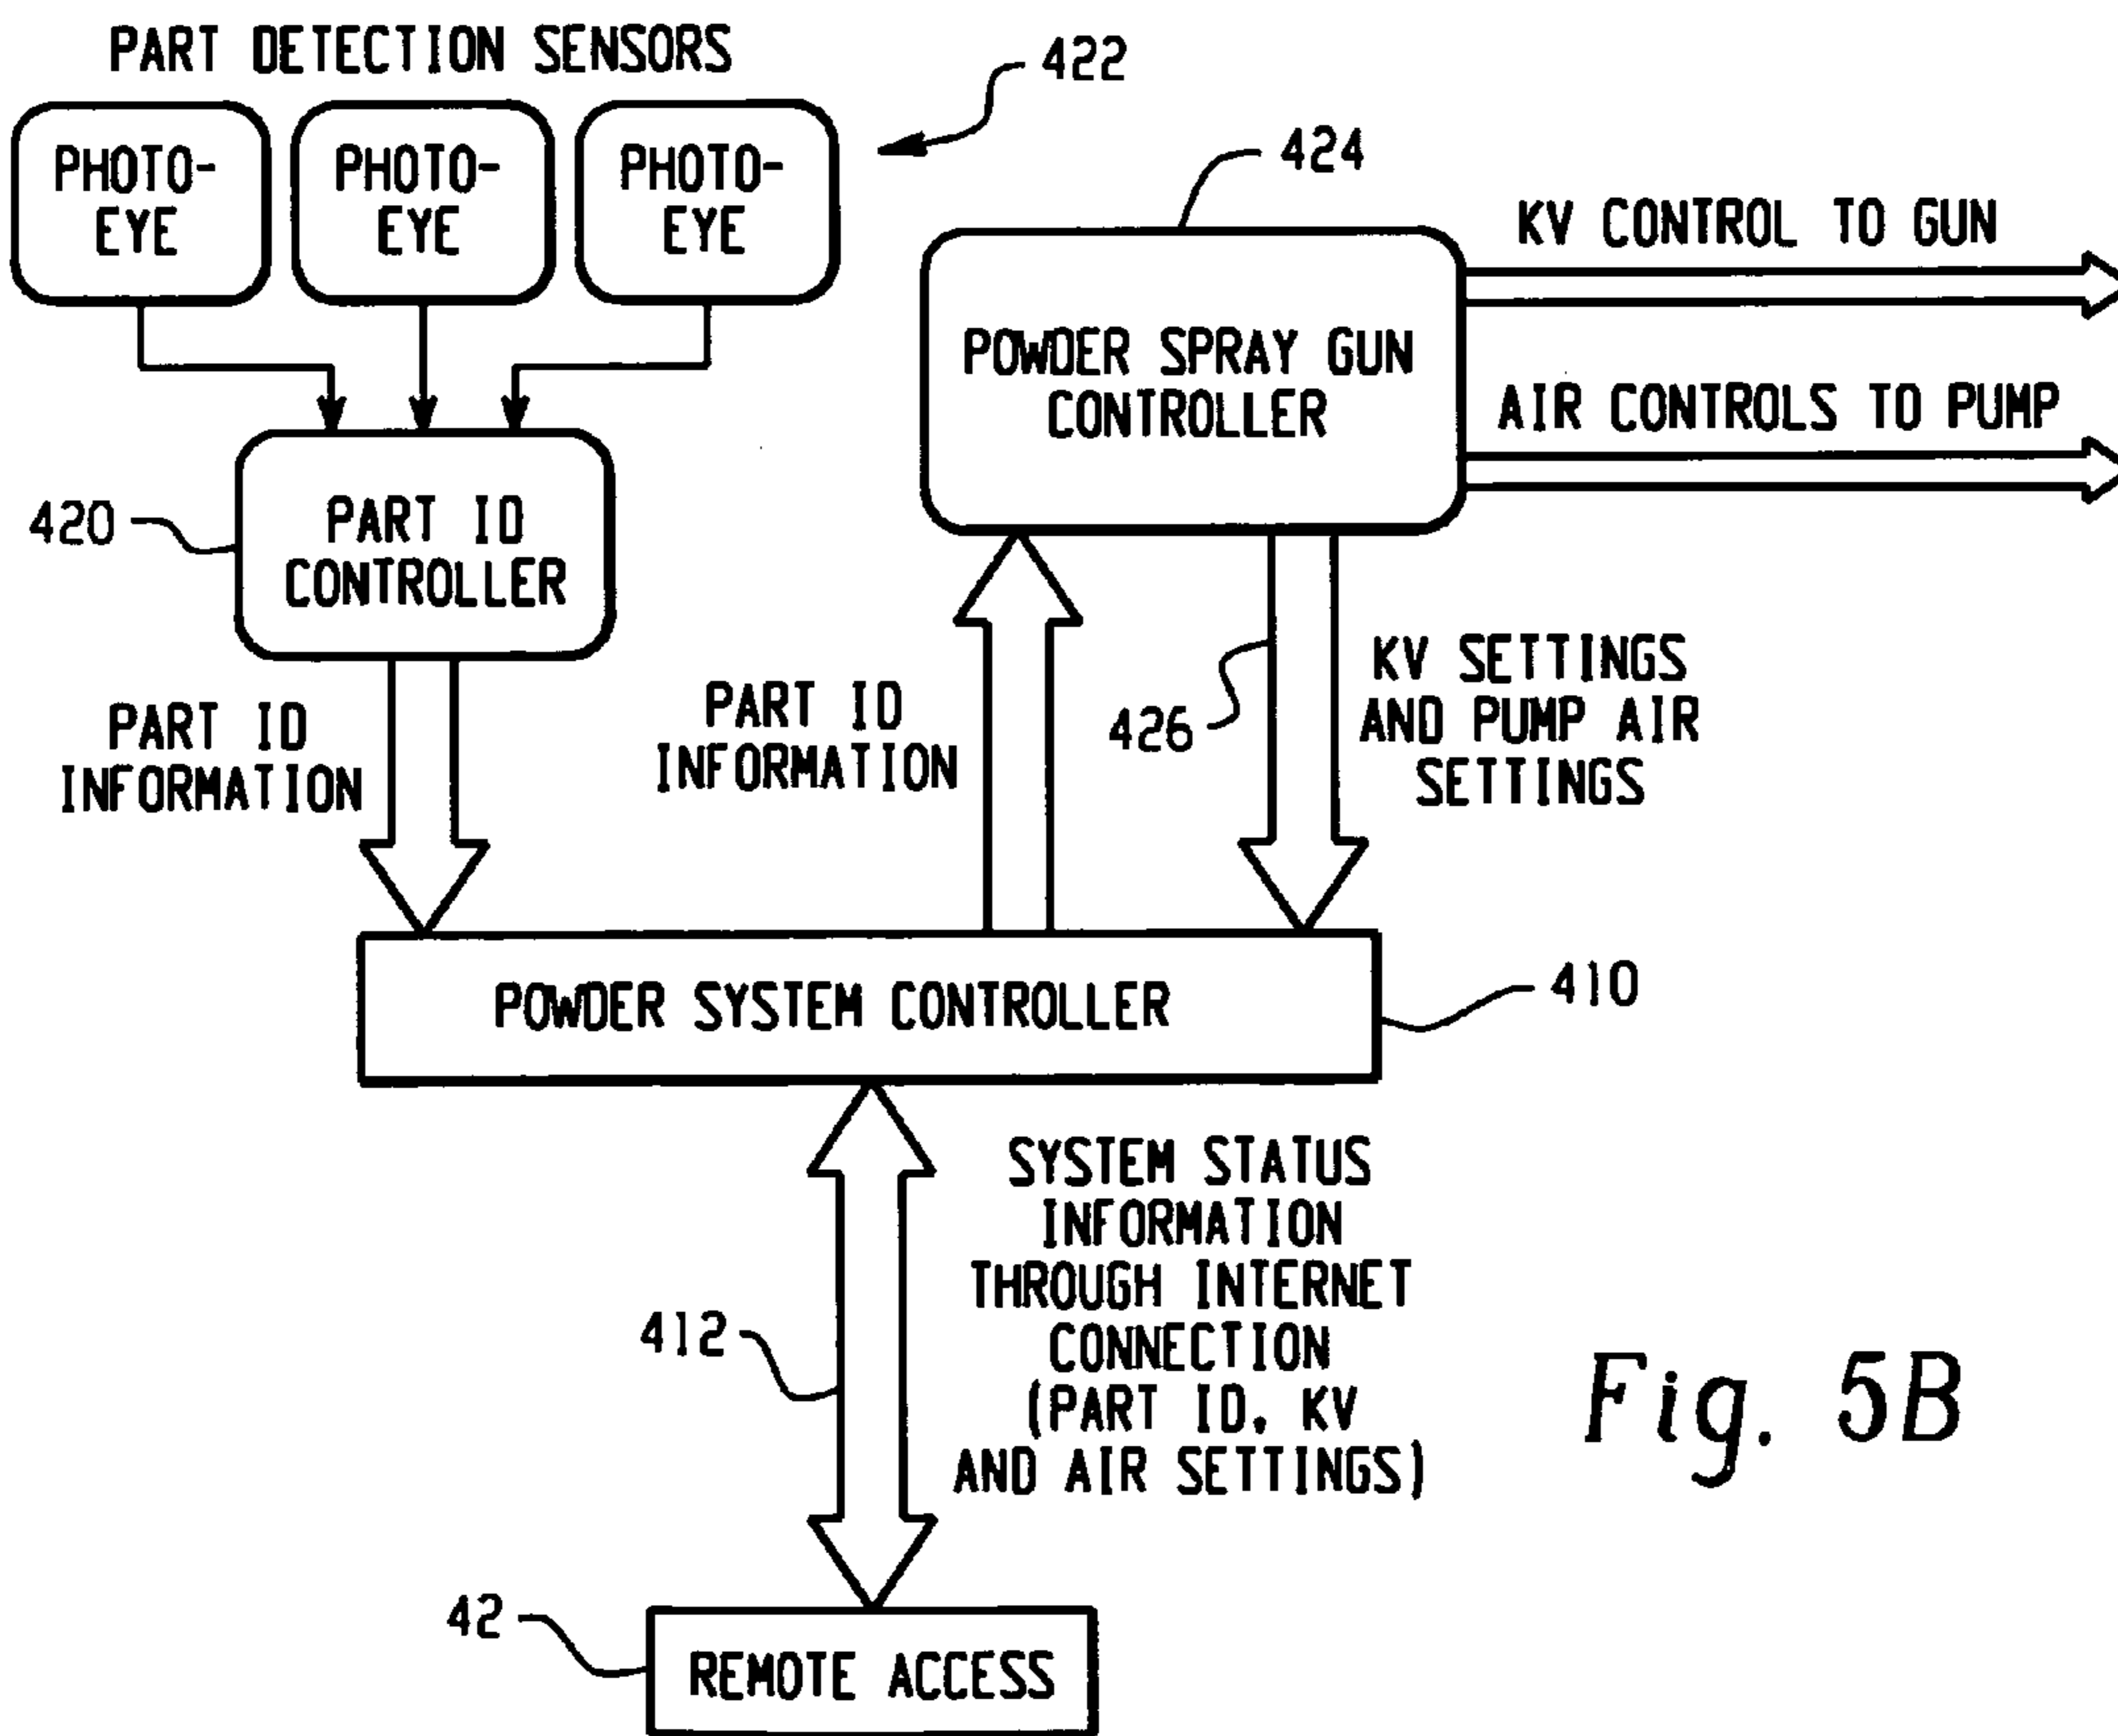 PART DETECTION SENSORS
422
PHOTO-
EYE
PHOTO-
EYE
PHOTO-
EYE
424
KV CONTROL TO GUN
POWDER SPRAY GUN
CONTROLLER
AIR CONTROLS TO PUMP
420
PART ID
CONTROLLER
PART ID
INFORMATION
PART ID
INFORMATION
426
KV SETTINGS
AND PUMP AIR
SETTINGS
POWDER SYSTEM CONTROLLER
410
412
SYSTEM STATUS
INFORMATION
THROUGH INTERNET
CONNECTION
(PART ID, KV
AND AIR SETTINGS)
Fig. 5B
42
REMOTE ACCESS